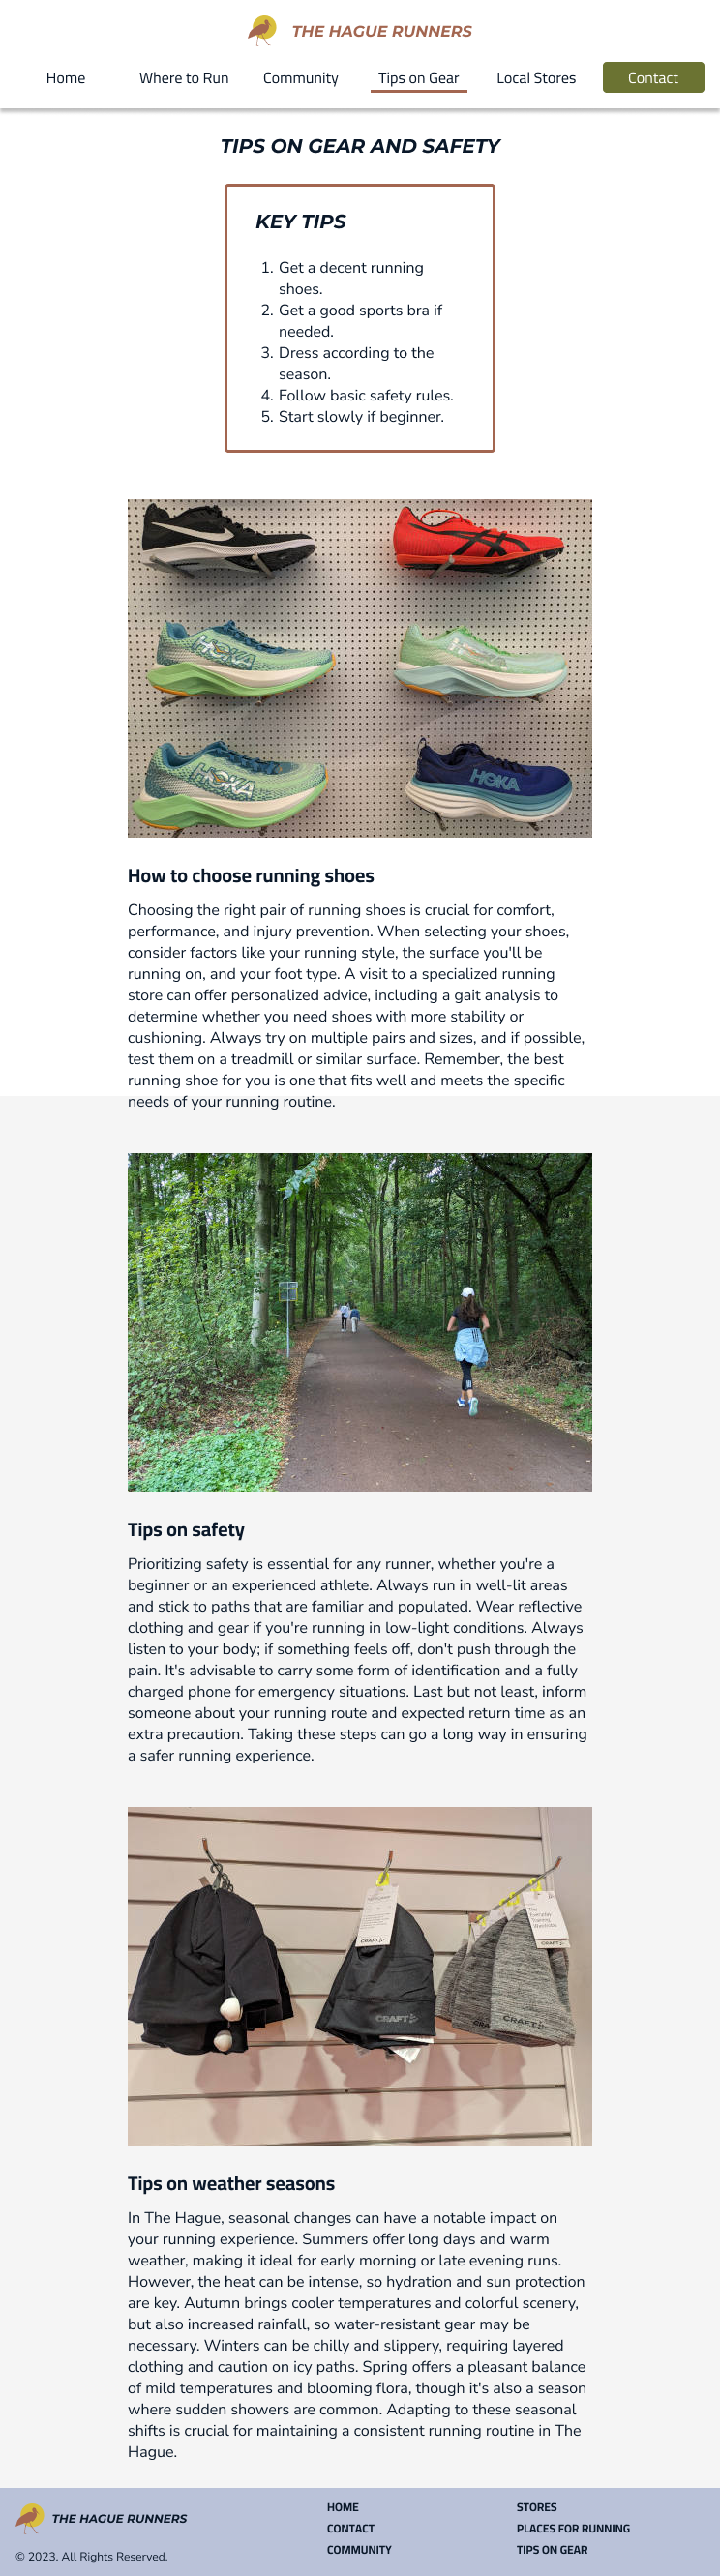 THE HAGUE RUNNERS
Home Where to Run Community Tips on Gear Local Stores Contact
TIPS ON GEAR AND SAFETY
KEY TIPS
1. Get a decent running
shoes.
2. Get a good sports bra if
needed.
3. Dress according to the
season.
4. Follow basic safety rules.
5. Start slowly if beginner.
HOKA
HOKA
HOKA
HOKA
How to choose running shoes
Choosing the right pair of running shoes is crucial for comfort,
performance, and injury prevention. When selecting your shoes,
consider factors like your running style, the surface you'll be
running on, and your foot type. A visit to a specialized running
store can offer personalized advice, including a gait analysis to
determine whether you need shoes with more stability or
cushioning. Always try on multiple pairs and sizes, and if possible,
test them on a treadmill or similar surface. Remember, the best
running shoe for you is one that fits well and meets the specific
needs of your running routine.
Tips on safety
Prioritizing safety is essential for any runner, whether you're a
beginner or an experienced athlete. Always run in well-lit areas
and stick to paths that are familiar and populated. Wear reflective
clothing and gear if you're running in low-light conditions. Always
listen to your body; if something feels off, don't push through the
pain. It's advisable to carry some form of identification and a fully
charged phone for emergency situations. Last but not least, inform
someone about your running route and expected return time as an
extra precaution. Taking these steps can go a long way in ensuring
a safer running experience.
CRAFT
CRAFT
CRAFT
CRA
CRAFT
Tips on weather seasons
In The Hague, seasonal changes can have a notable impact on
your running experience. Summers offer long days and warm
weather, making it ideal for early morning or late evening runs.
However, the heat can be intense, so hydration and sun protection
are key. Autumn brings cooler temperatures and colorful scenery,
but also increased rainfall, so water-resistant gear may be
necessary. Winters can be chilly and slippery, requiring layered
clothing and caution on icy paths. Spring offers a pleasant balance
of mild temperatures and blooming flora, though it's also a season
where sudden showers are common. Adapting to these seasonal
shifts is crucial for maintaining a consistent running routine in The
Hague.
THE HAGUE RUNNERS
© 2023. All Rights Reserved.
HOME
CONTACT
COMMUNITY
STORES
PLACES FOR RUNNING
TIPS ON GEAR